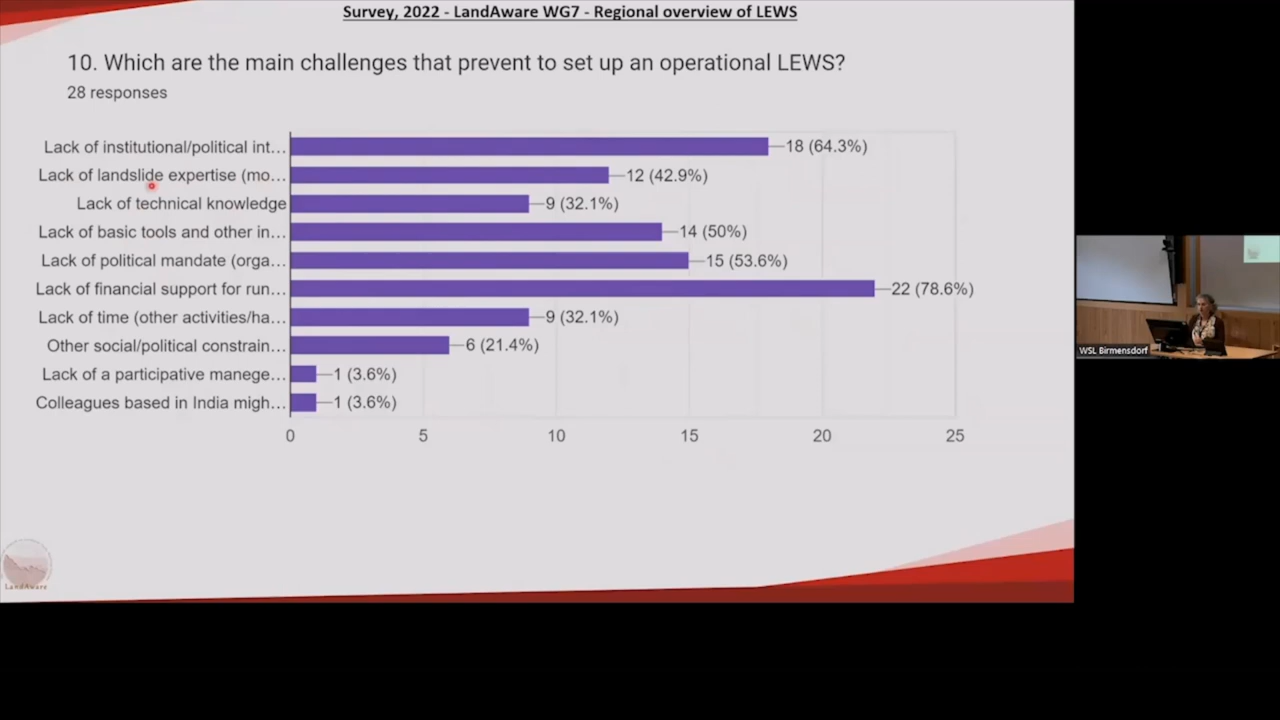 Survey, 2022 - LandAware WG7 - Regional overview of LEWS
10. Which are the main challenges that prevent to set up an operational LEWS?
28 responses
Lack of institutional/political int… 18 (64.3%)
Lack of landslide expertise (mo… 12 (42.9%)
Lack of technical knowledge 9 (32.1%)
Lack of basic tools and other in… 14 (50%)
Lack of political mandate (orga… 15 (53.6%)
Lack of financial support for run… 22 (78.6%)
Lack of time (other activities/ha… 9 (32.1%)
Other social/political constrain… 6 (21.4%)
Lack of a participative manege… 1 (3.6%)
Colleagues based in India migh… 1 (3.6%)
0 5 10 15 20 25
WSL Birmensdorf
LandAware